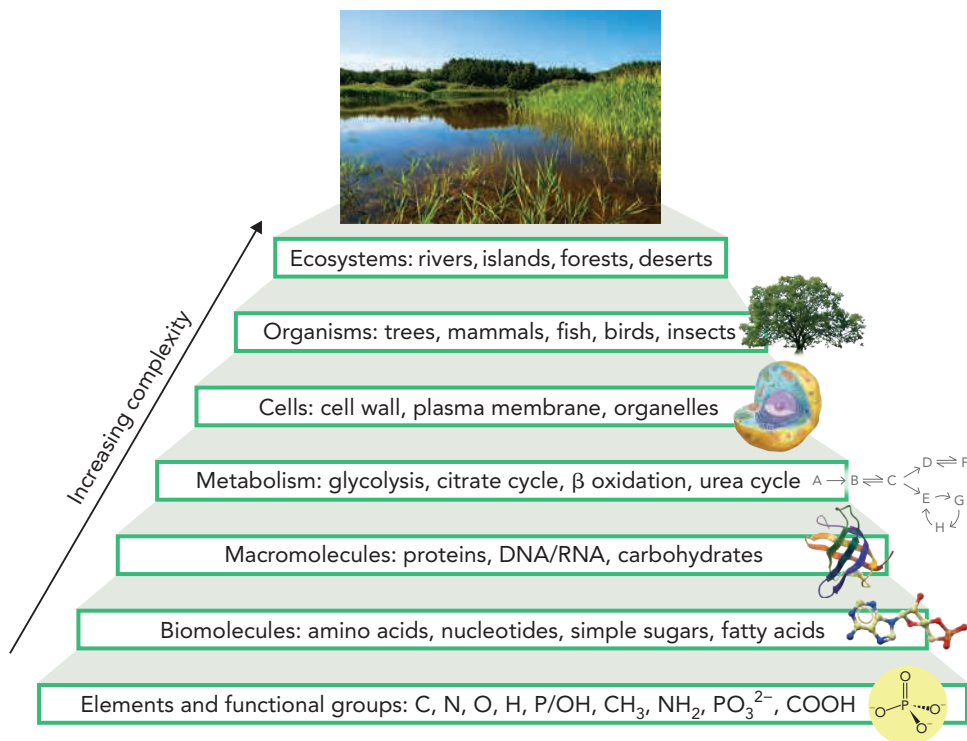 Increasing complexity
Ecosystems: rivers, islands, forests, deserts
Organisms: trees, mammals, fish, birds, insects
Cells: cell wall, plasma membrane, organelles
Metabolism: glycolysis, citrate cycle, β oxidation, urea cycle
A → B ⇌ C
D ⇌ F
E → G
H
Macromolecules: proteins, DNA/RNA, carbohydrates
Biomolecules: amino acids, nucleotides, simple sugars, fatty acids
Elements and functional groups: C, N, O, H, P/OH, CH₃, NH₂, PO₃²⁻, COOH
O
⁻O P O⁻
O⁻